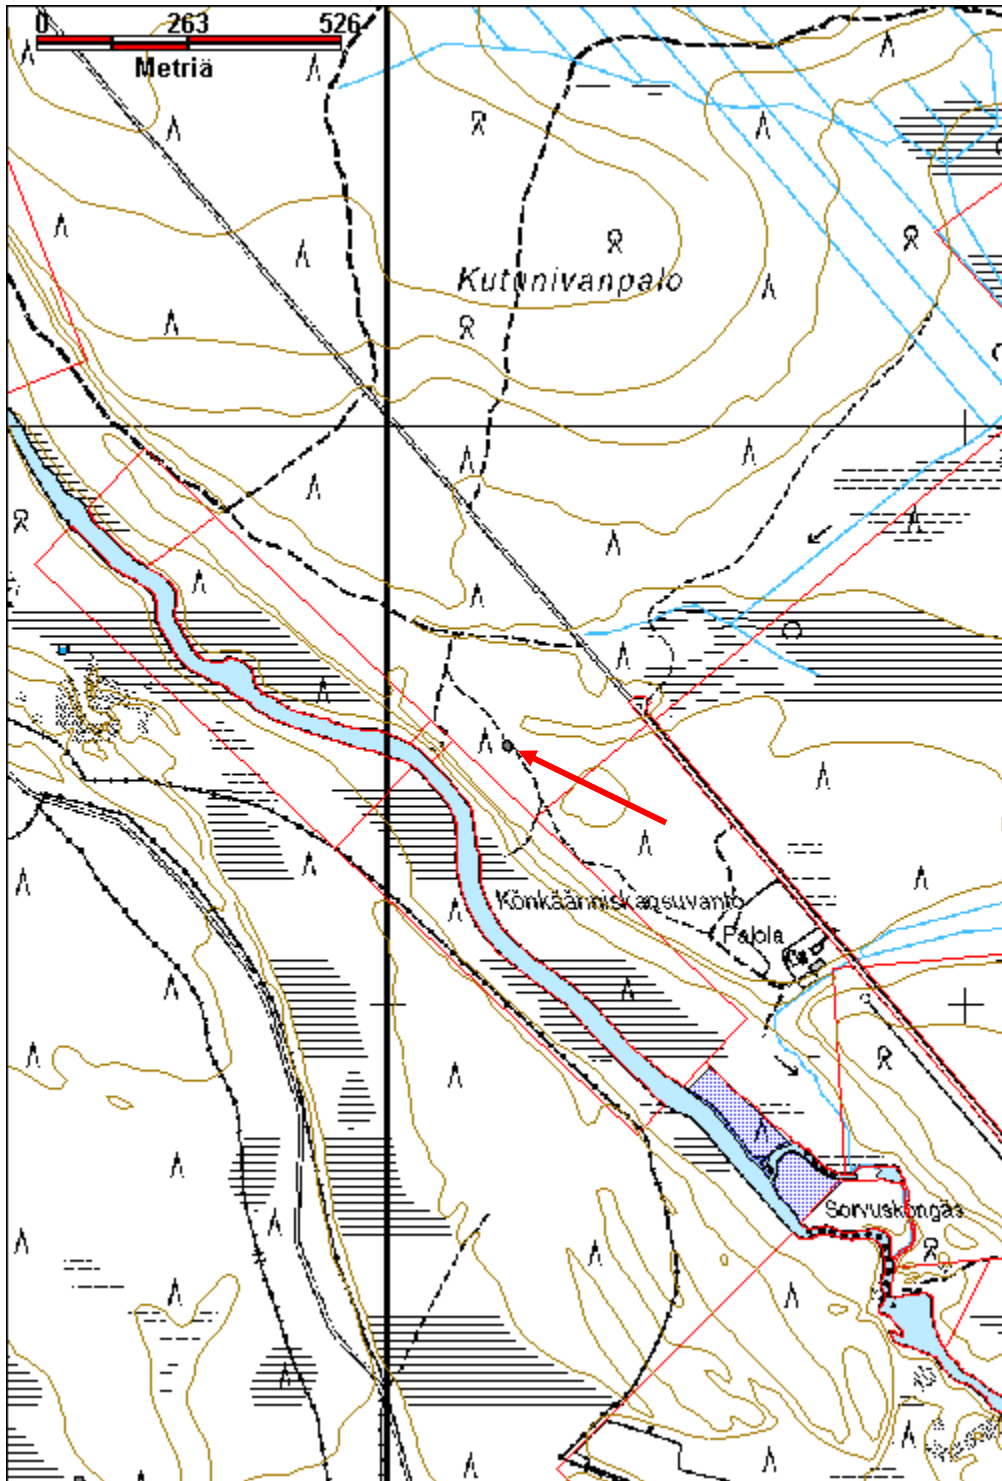 0 263 526
Metriä
Kutunivanpalo
Könkäänniskansuvanto
Palola
Sorvuskongäs